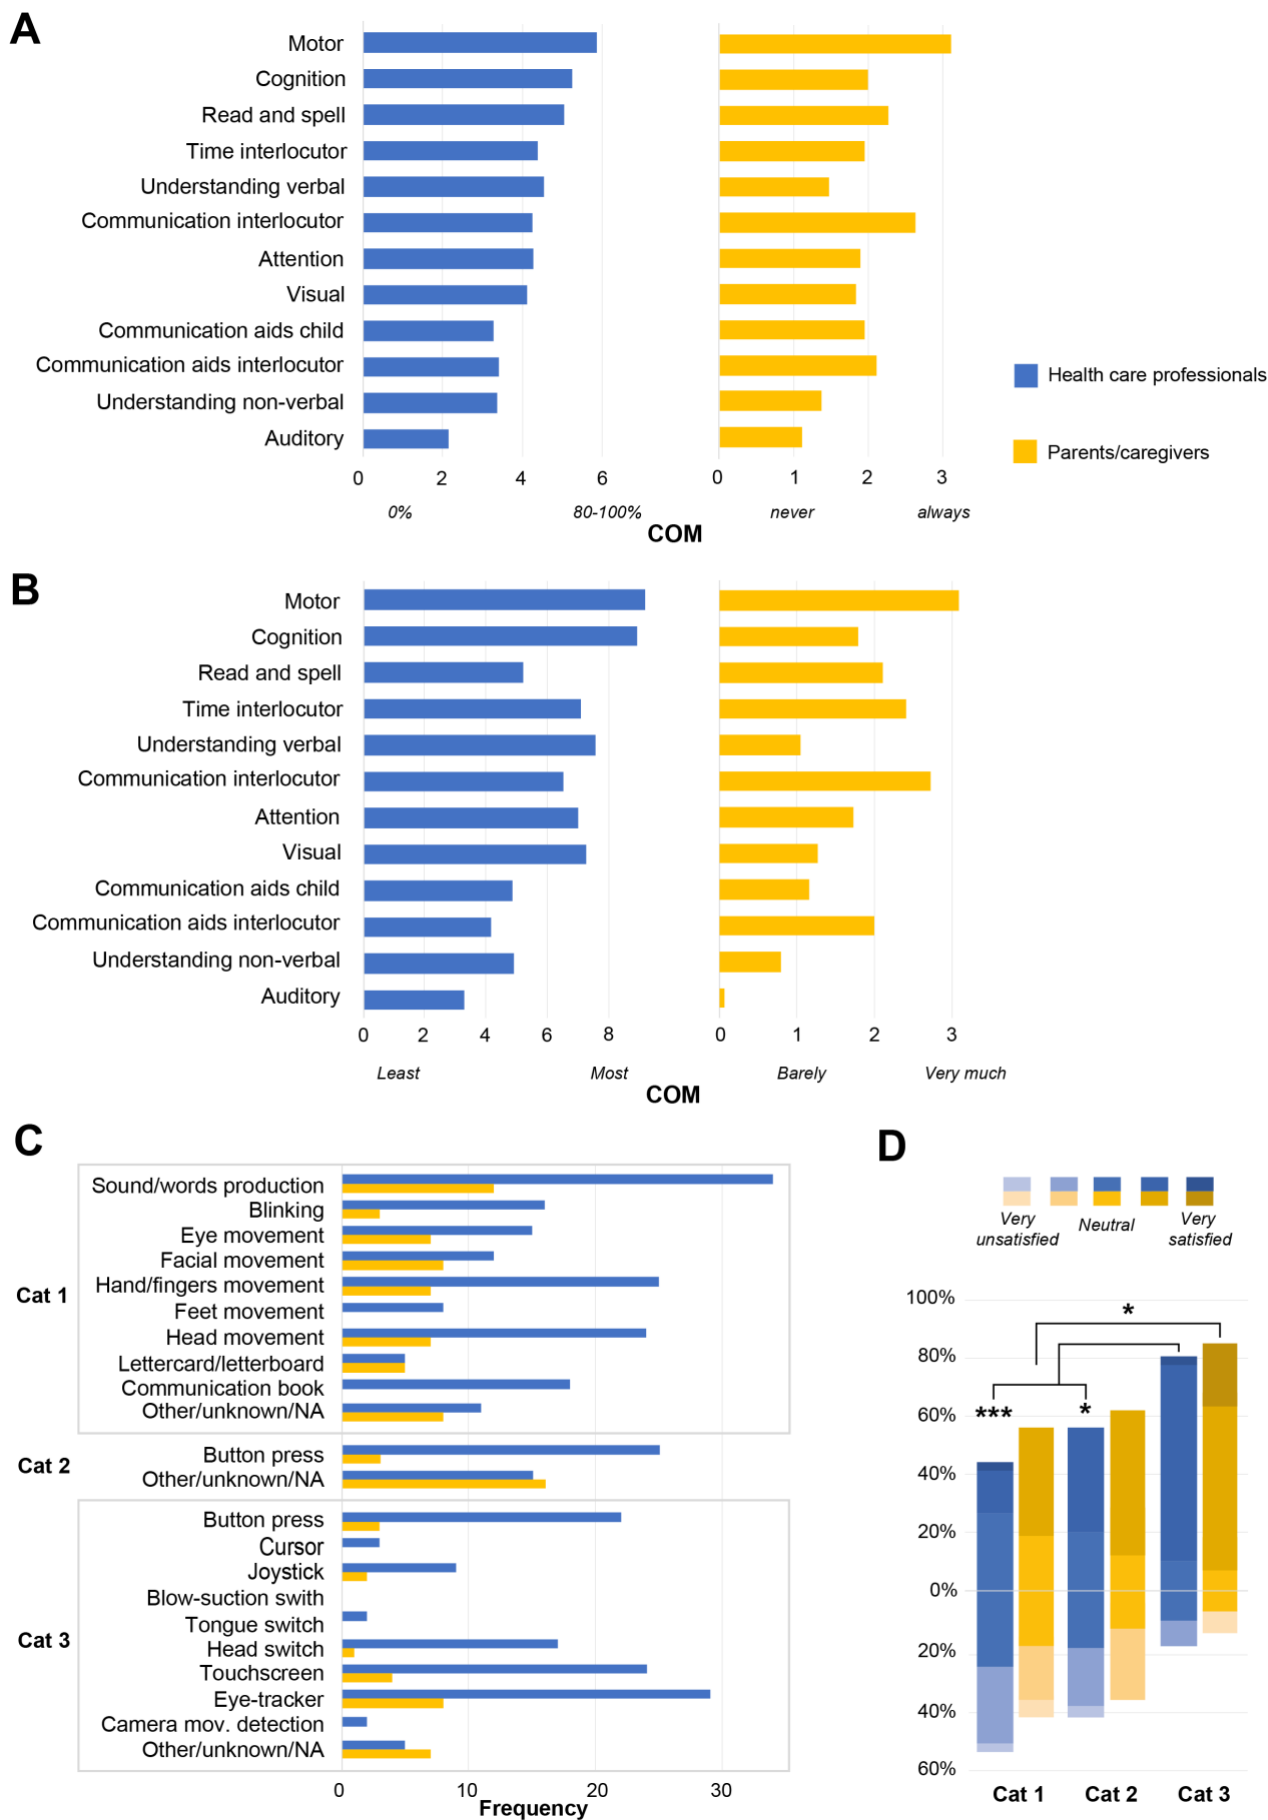 A
Motor
Cognition
Read and spell
Time interlocutor
Understanding verbal
Communication interlocutor
Attention
Visual
Communication aids child
Communication aids interlocutor
Understanding non-verbal
Auditory
0 2 4 6
0 1 2 3
0% 80-100%
never always
COM
Health care professionals
Parents/caregivers
B
Motor
Cognition
Read and spell
Time interlocutor
Understanding verbal
Communication interlocutor
Attention
Visual
Communication aids child
Communication aids interlocutor
Understanding non-verbal
Auditory
0 2 4 6 8
0 1 2 3
Least Most
Barely Very much
COM
C
Cat 1
Sound/words production
Blinking
Eye movement
Facial movement
Hand/fingers movement
Feet movement
Head movement
Lettercard/letterboard
Communication book
Other/unknown/NA
Cat 2
Button press
Other/unknown/NA
Cat 3
Button press
Cursor
Joystick
Blow-suction swith
Tongue switch
Head switch
Touchscreen
Eye-tracker
Camera mov. detection
Other/unknown/NA
0 10 20 30
Frequency
D
Very
unsatisfied
Neutral
Very
satisfied
100%
80%
60%
40%
20%
0%
20%
40%
60%
*
*** *
Cat 1 Cat 2 Cat 3